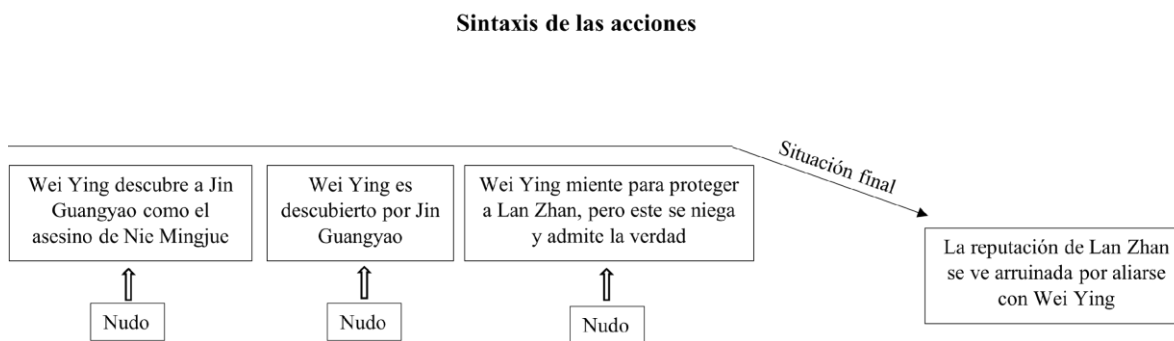 Sintaxis de las acciones
Situación final
Wei Ying descubre a Jin
Guangyao como el
asesino de Nie Mingjue
Wei Ying es
descubierto por Jin
Guangyao
Wei Ying miente para proteger
a Lan Zhan, pero este se niega
y admite la verdad
La reputación de Lan Zhan
se ve arruinada por aliarse
con Wei Ying
Nudo
Nudo
Nudo